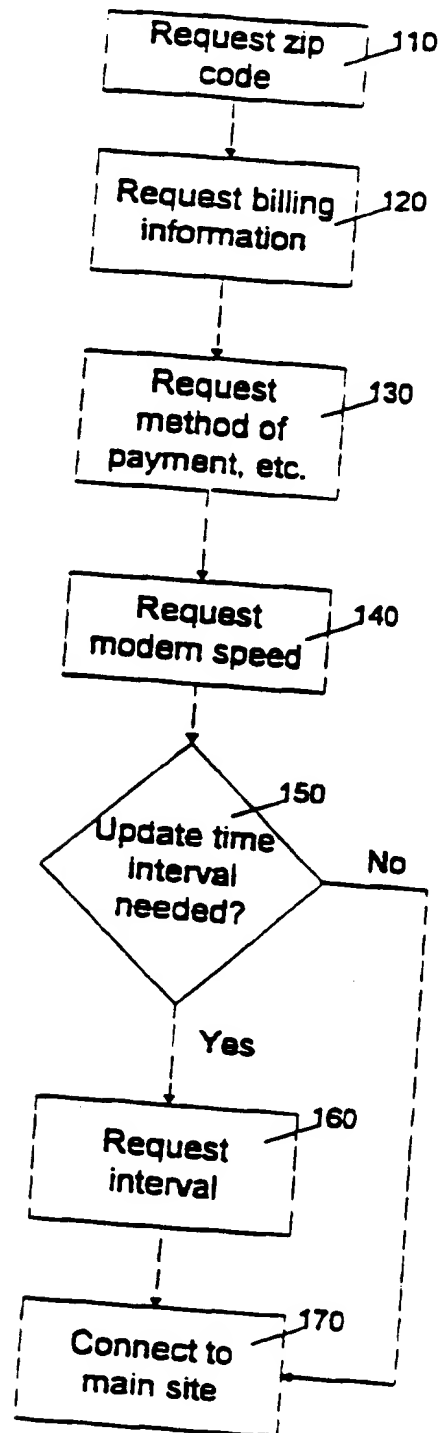 Request zip
code
110
Request billing
information
120
Request
method of
payment, etc.
130
Request
modem speed
140
150
Update time
interval
needed?
No
Yes
160
Request
interval
170
Connect to
main site